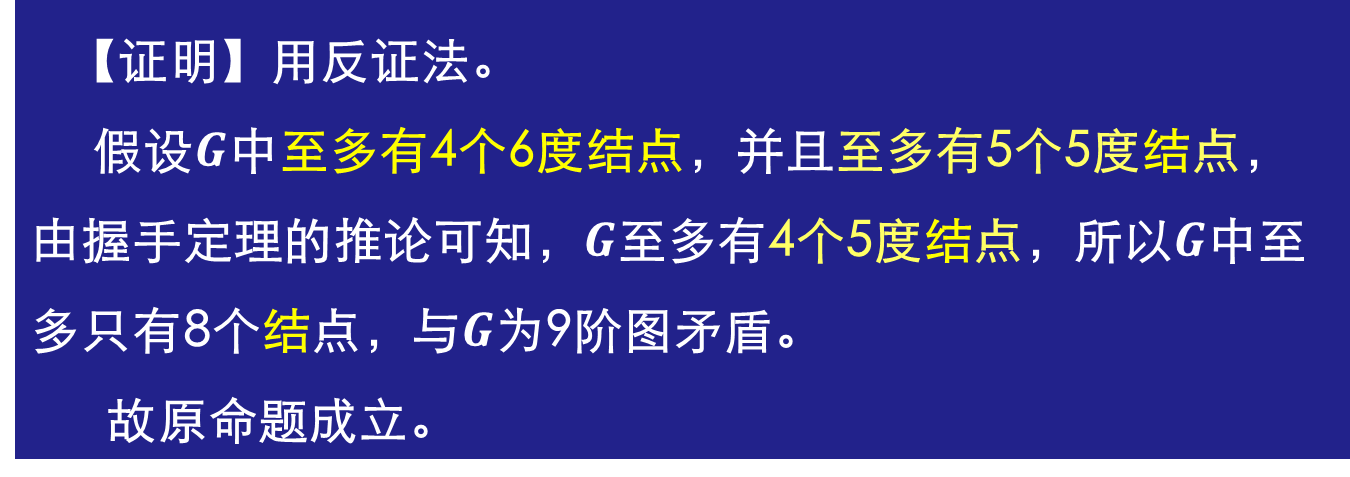 【证明】用反证法。
假设G中至多有4个6度结点，并且至多有5个5度结点，
由握手定理的推论可知，G至多有4个5度结点，所以G中至
多只有8个结点，与G为9阶图矛盾。
故原命题成立。